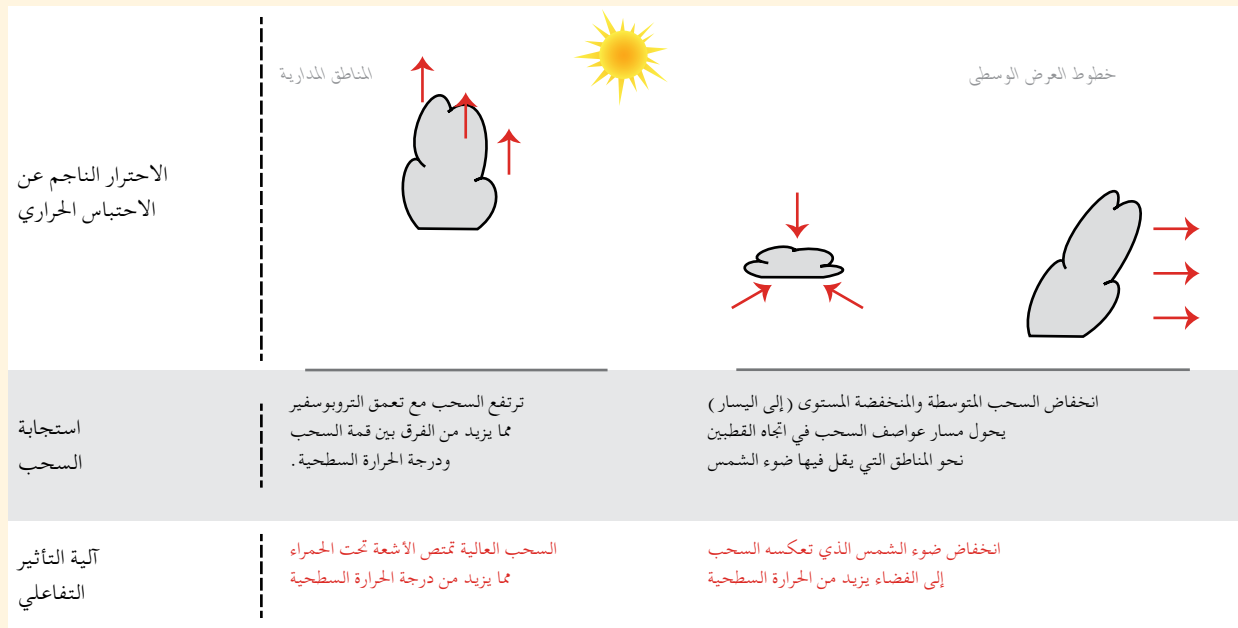 المناطق المدارية
خطوط العرض الوسطى
الاحترار الناجم عن
الاحتباس الحراري
استجابة
السحب
ترتفع السحب مع تعمق التروبوسفير
مما يزيد من الفرق بين قمة السحب
ودرجة الحرارة السطحية.
انخفاض السحب المتوسطة والمنخفضة المستوى (إلى اليسار)
يحول مسار عواصف السحب في اتجاه القطبين
نحو المناطق التي يقل فيها ضوء الشمس
آلية التأثير
التفاعلي
السحب العالية تمتص الأشعة تحت الحمراء
مما يزيد من درجة الحرارة السطحية
انخفاض ضوء الشمس الذي تعكسه السحب
إلى الفضاء يزيد من الحرارة السطحية